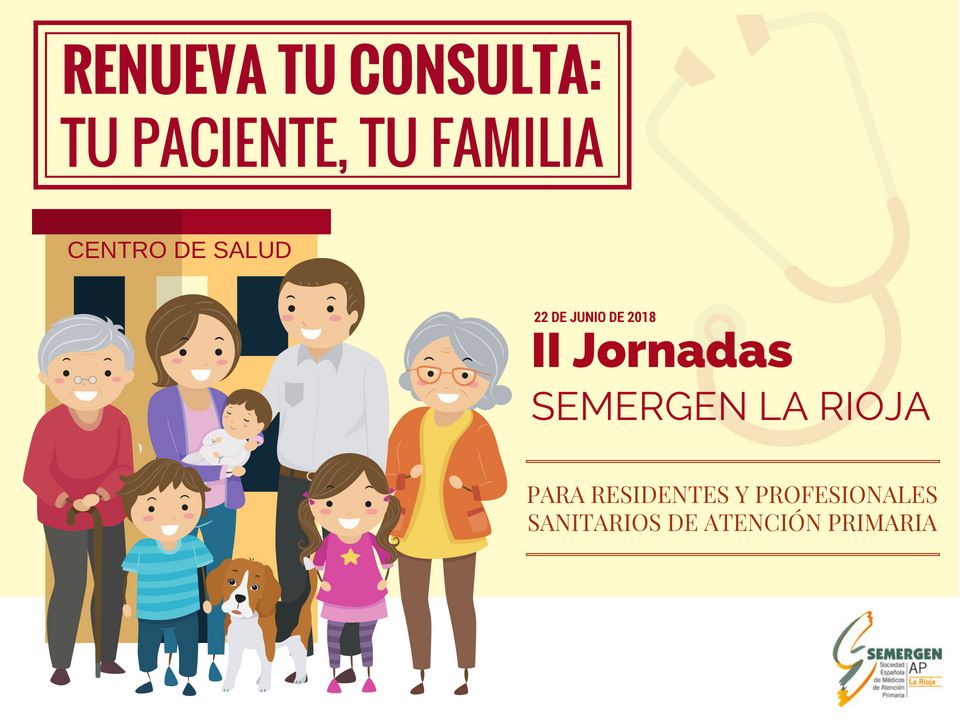 RENUEVA TU CONSULTA:
TU PACIENTE, TU FAMILIA
CENTRO DE SALUD
22 DE JUNIO DE 2018
II Jornadas
SEMERGEN LA RIOJA
PARA RESIDENTES Y PROFESIONALES
SANITARIOS DE ATENCIÓN PRIMARIA
SEMERGEN
Sociedad
Española
de Médicos
de Atención
Primaria
AP
La Rioja